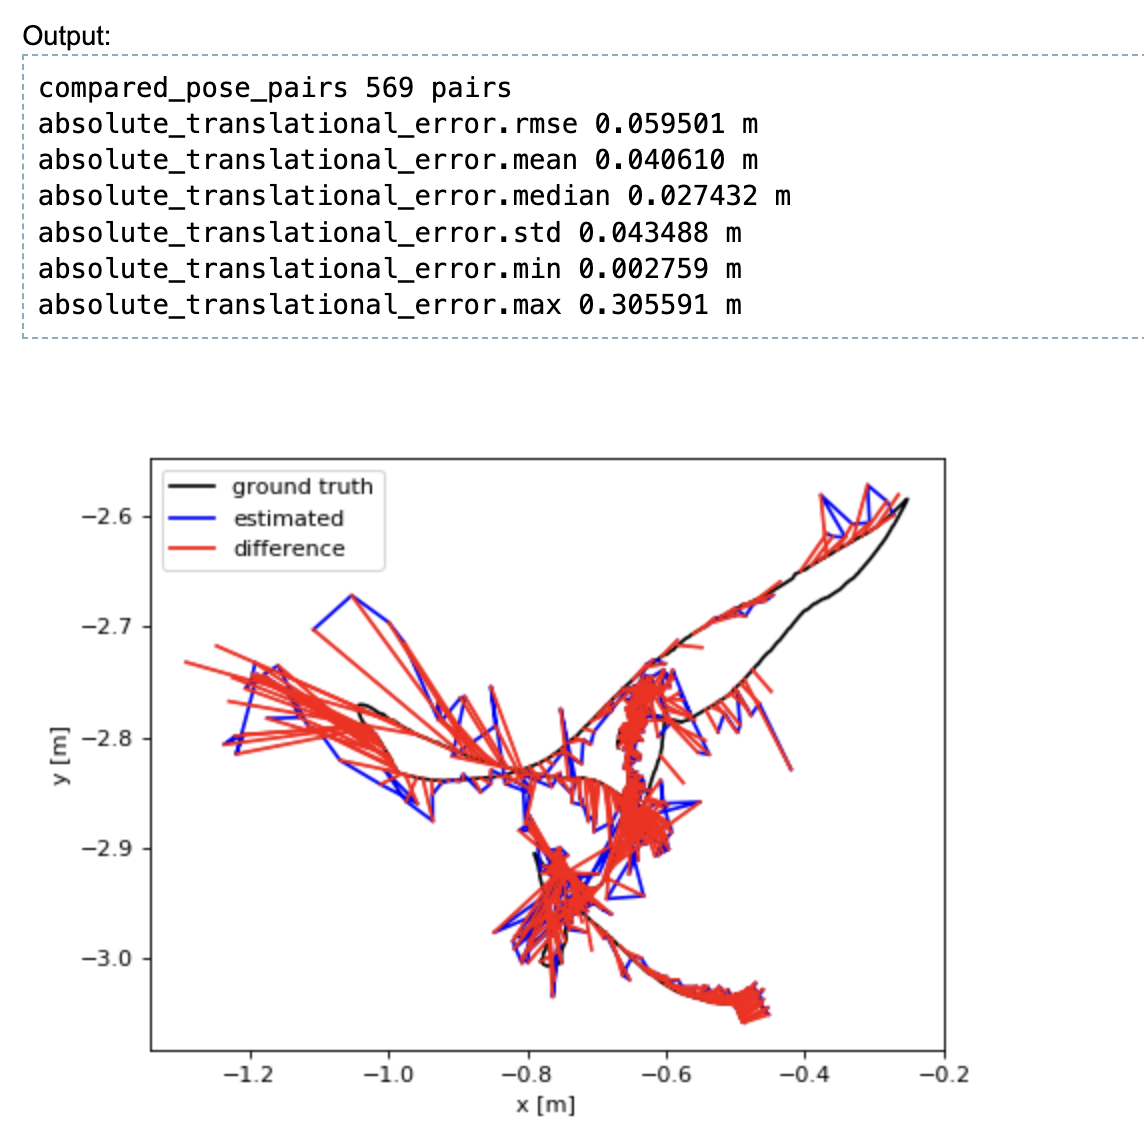 Output:
compared_pose_pairs 569 pairs
absolute_translational_error.rmse 0.059501 m
absolute_translational_error.mean 0.040610 m
absolute_translational_error.median 0.027432 m
absolute_translational_error.std 0.043488 m
absolute_translational_error.min 0.002759 m
absolute_translational_error.max 0.305591 m
ground truth
estimated
difference
−2.6
−2.7
−2.8
−2.9
−3.0
y [m]
−1.2 −1.0 −0.8 −0.6 −0.4 −0.2
x [m]